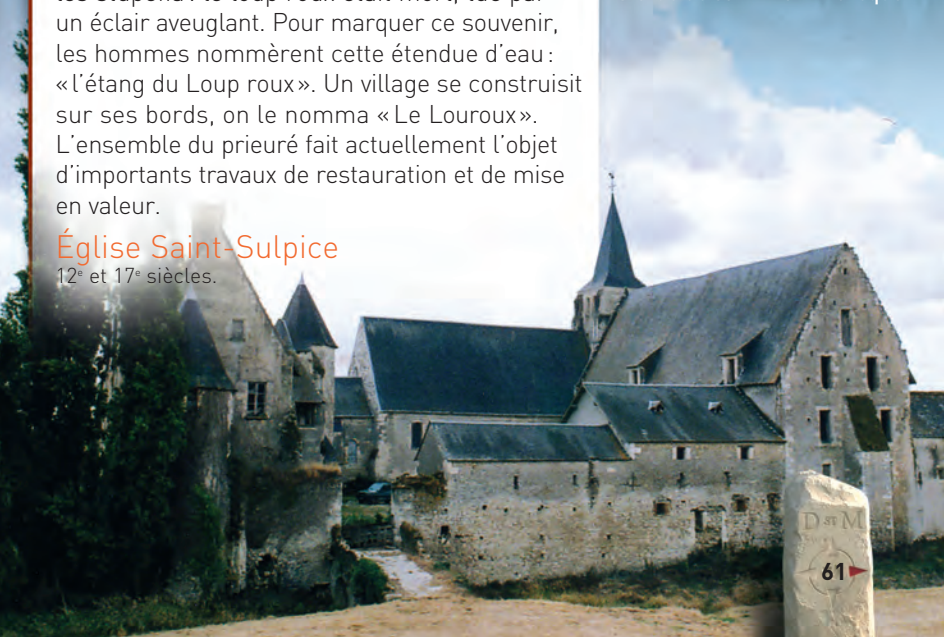 un éclair aveuglant. Pour marquer ce souvenir,
les hommes nommèrent cette étendue d'eau :
« l'étang du Loup roux ». Un village se construisit
sur ses bords, on le nomma « Le Louroux ».
L'ensemble du prieuré fait actuellement l'objet
d'importants travaux de restauration et de mise
en valeur.
Église Saint-Sulpice
12e et 17e siècles.
D ST M
61